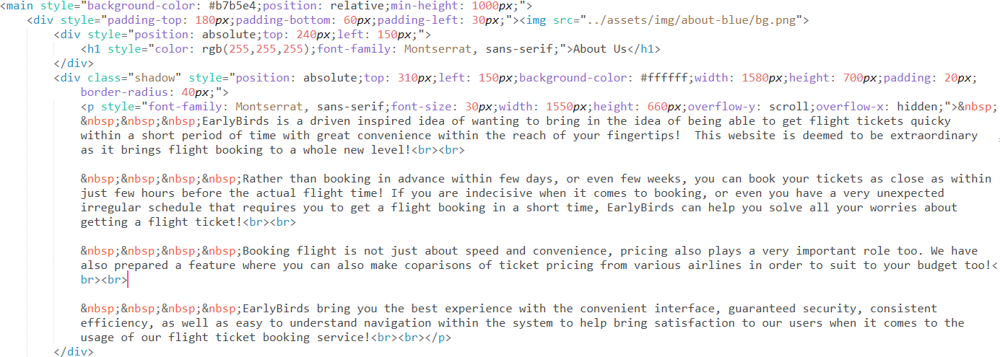 <main style="background-color: #b7b5e4;position: relative;min-height: 1000px;">
<div style="padding-top: 180px;padding-bottom: 60px;padding-left: 30px;"><img src="../assets/img/about-blue/bg.png">
<div style="position: absolute;top: 240px;left: 150px;">
<h1 style="color: rgb(255,255,255);font-family: Montserrat, sans-serif;">About Us</h1>
</div>
<div class="shadow" style="position: absolute;top: 310px;left: 150px;background-color: #ffffff;width: 1580px;height: 700px;padding: 20px;
border-radius: 40px;">
<p style="font-family: Montserrat, sans-serif;font-size: 30px;width: 1550px;height: 660px;overflow-y: scroll;overflow-x: hidden;">&nbsp;
&nbsp;&nbsp;&nbsp;EarlyBirds is a driven inspired idea of wanting to bring in the idea of being able to get flight tickets quicky
within a short period of time with great convenience within the reach of your fingertips!  This website is deemed to be extraordinary
as it brings flight booking to a whole new level!<br><br>
&nbsp;&nbsp;&nbsp;&nbsp;Rather than booking in advance within few days, or even few weeks, you can book your tickets as close as within
just few hours before the actual flight time! If you are indecisive when it comes to booking, or even you have a very unexpected
irregular schedule that requires you to get a flight booking in a short time, EarlyBirds can help you solve all your worries about
getting a flight ticket!<br><br>
&nbsp;&nbsp;&nbsp;&nbsp;Booking flight is not just about speed and convenience, pricing also plays a very important role too. We have
also prepared a feature where you can also make coparisons of ticket pricing from various airlines in order to suit to your budget too!<
br><br>
&nbsp;&nbsp;&nbsp;&nbsp;EarlyBirds bring you the best experience with the convenient interface, guaranteed security, consistent
efficiency, as well as easy to understand navigation within the system to help bring satisfaction to our users when it comes to the
usage of our flight ticket booking service!<br><br></p>
</div>